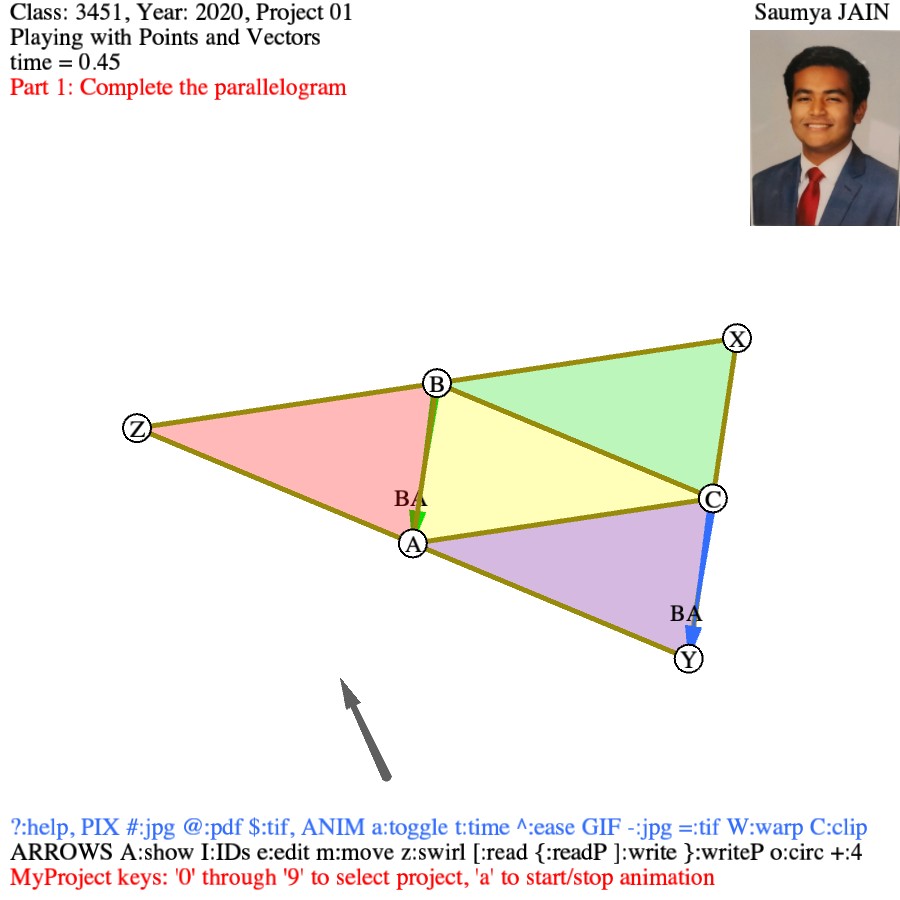 Class: 3451, Year: 2020, Project 01
Saumya JAIN
Playing with Points and Vectors
time = 0.45
Part 1: Complete the parallelogram
X
B
Z
BA
C
A
BA
Y
?:help, PIX #:jpg @:pdf $:tif, ANIM a:toggle t:time ^:ease GIF -:jpg =:tif W:warp C:clip
ARROWS A:show I:IDs e:edit m:move z:swirl [:read {:readP ]:write }:writeP o:circ +:4
MyProject keys: '0' through '9' to select project, 'a' to start/stop animation